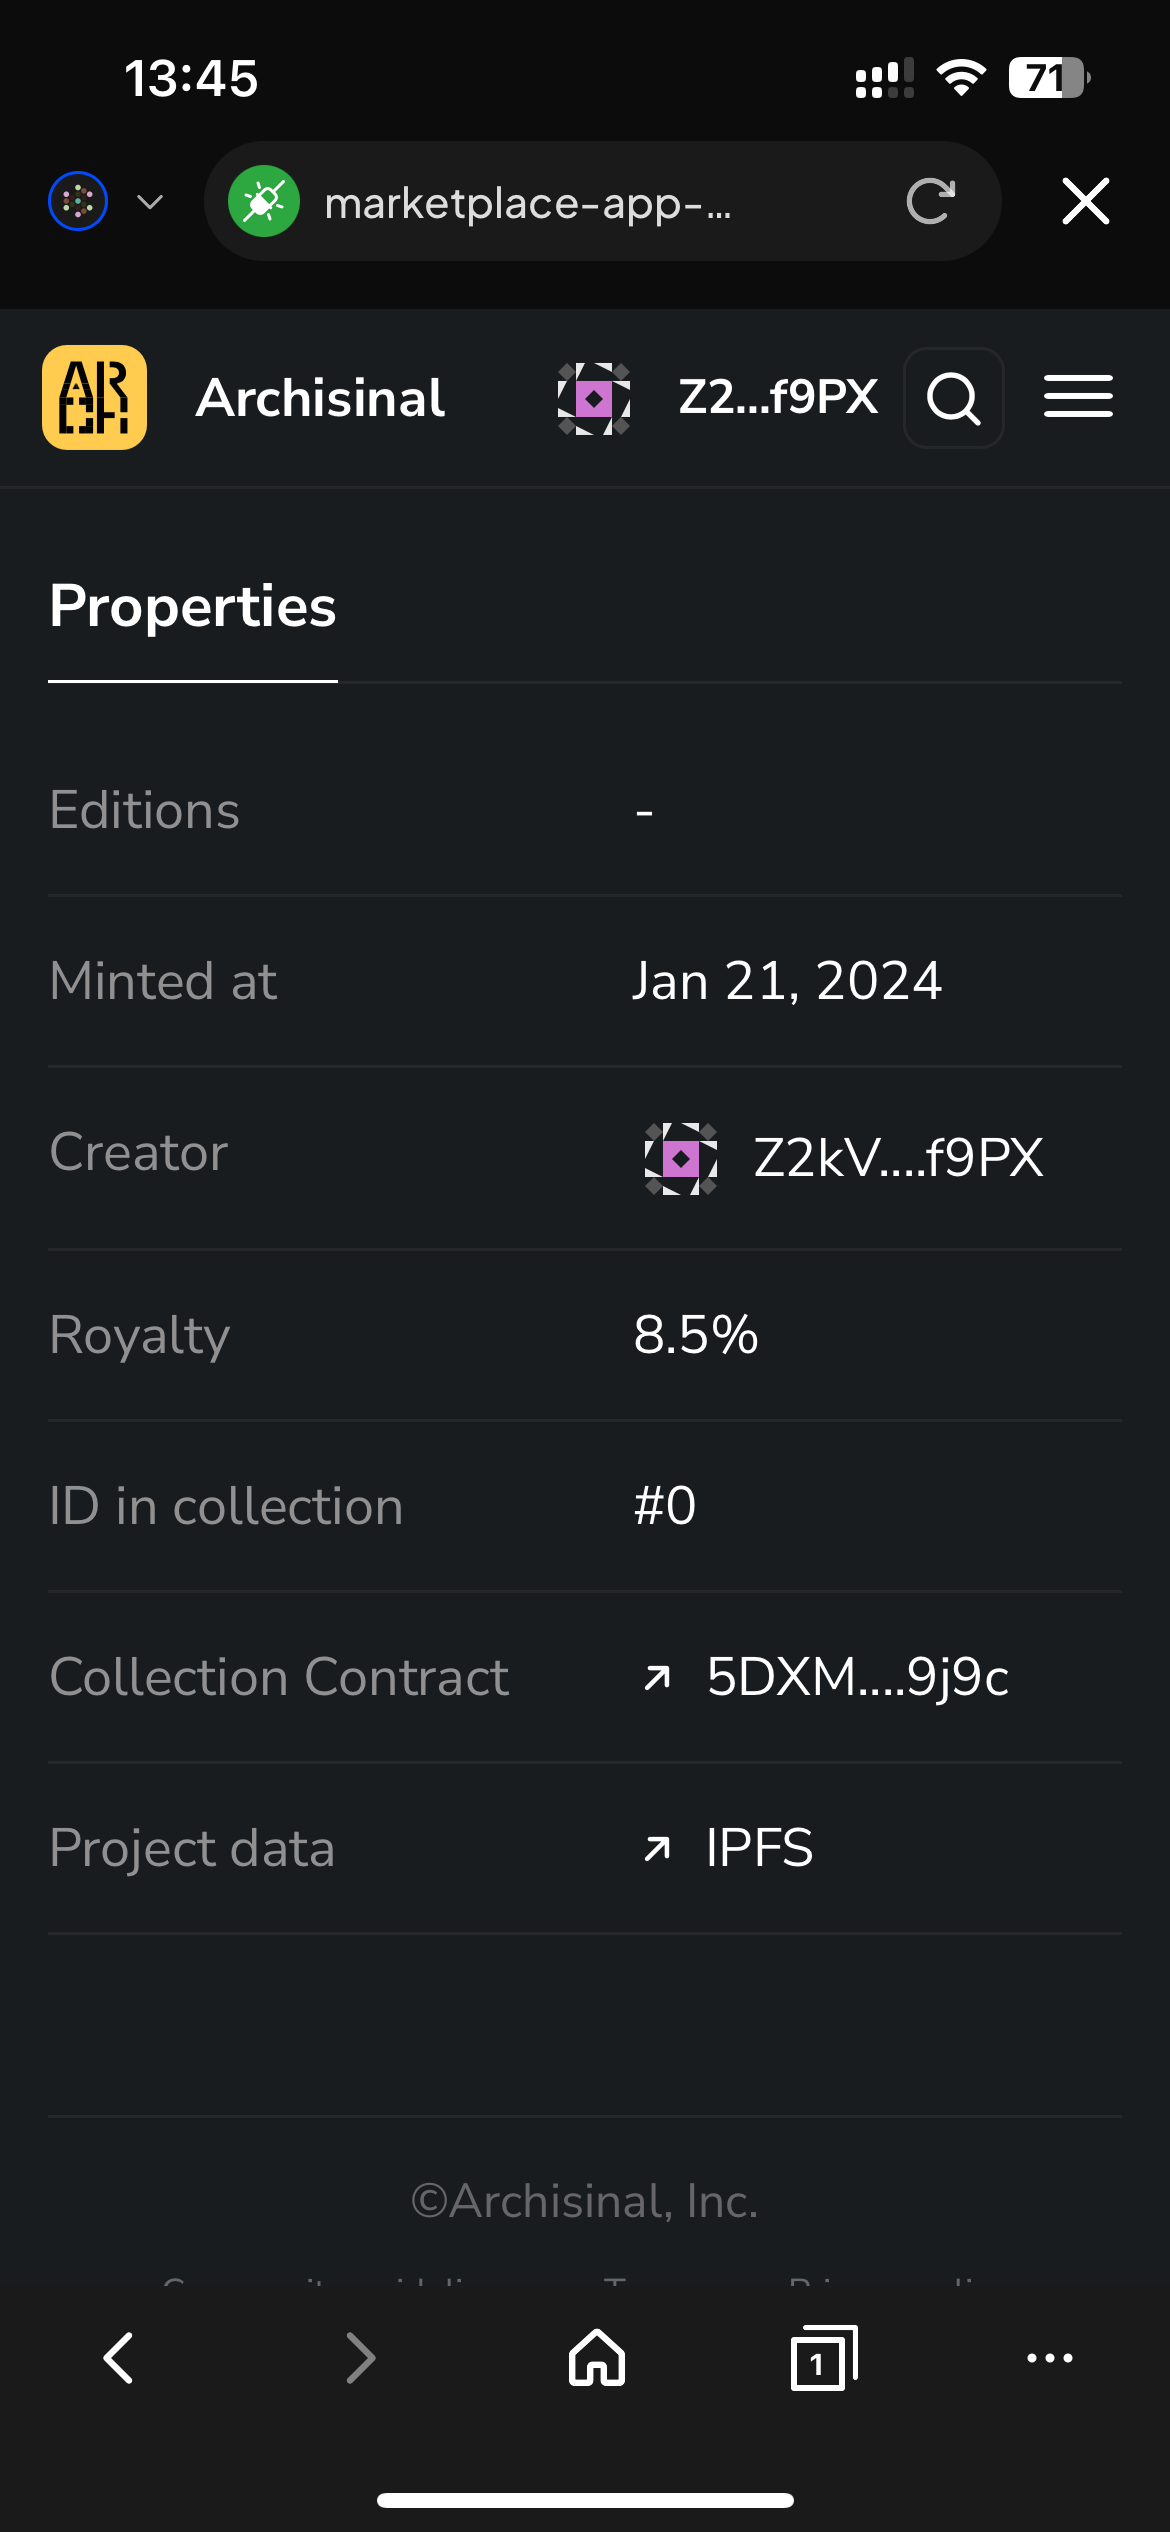 13:45
71
marketplace-app-...
ARCH
Archisinal
Z2...f9PX
Properties
Editions -
Minted at Jan 21, 2024
Creator Z2kV....f9PX
Royalty 8.5%
ID in collection #0
Collection Contract 5DXM....9j9c
Project data IPFS
©Archisinal, Inc.
1